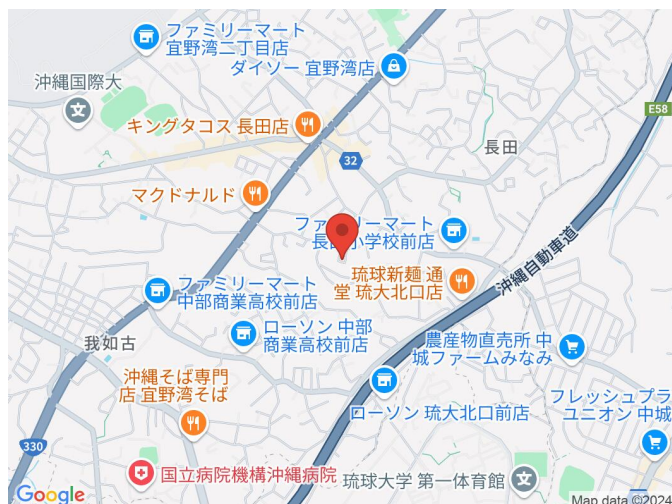 ファミリーマート
宜野湾二丁目店
ダイソー 宜野湾店
沖縄国際大
E58
キングタコス 長田店
32
長田
マクドナルド
ファミリーマート
長田小学校前店
沖縄自動車道
琉球新麺 通
堂 琉大北口店
ファミリーマート
中部商業高校前店
ローソン 中部
商業高校前店
我如古
農産物直売所 中
城ファームみなみ
沖縄そば専門
店 宜野湾そば
ローソン 琉大北口前店
フレッシュプラ
ユニオン 中城
330
国立病院機構沖縄病院
琉球大学 第一体育館
Google
Map data ©2024